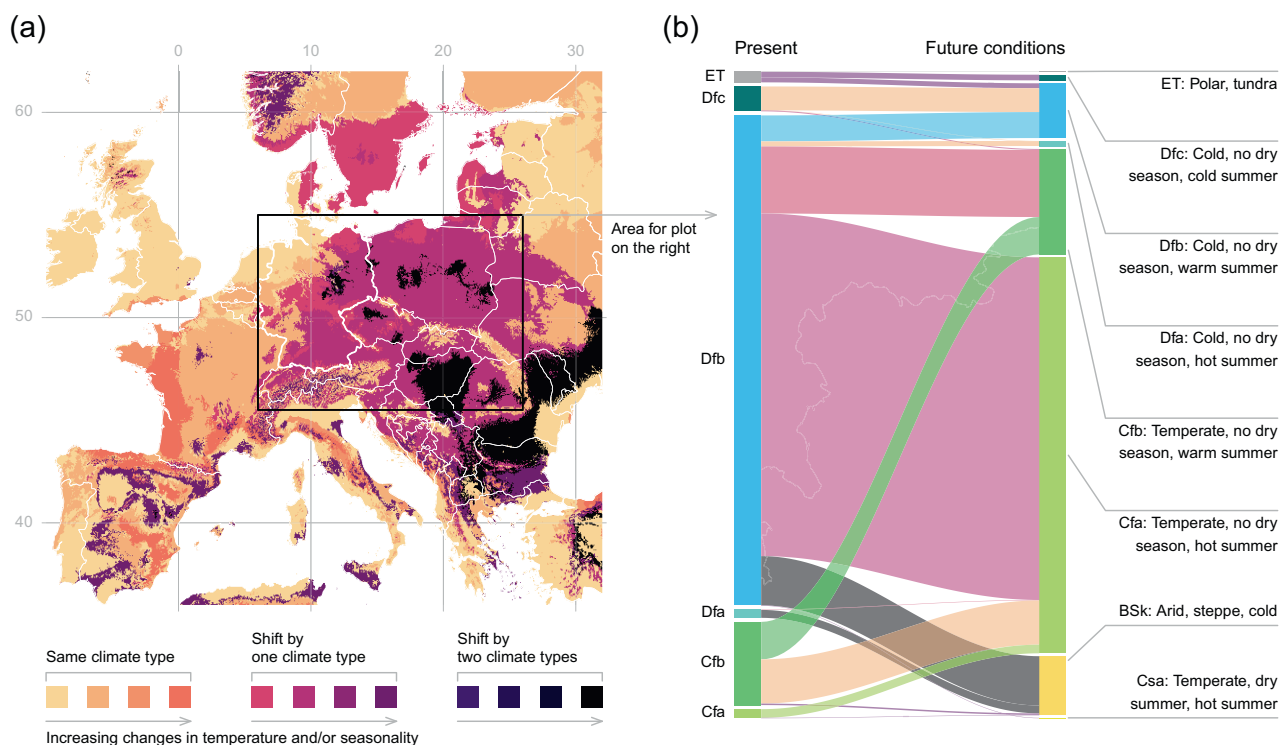 (a)
0
10
20
30
60
50
40
Area for plot
on the right
Same climate type
Shift by
one climate type
Shift by
two climate types
Increasing changes in temperature and/or seasonality
(b)
Present
Future conditions
ET
Dfc
Dfb
Dfa
Cfb
Cfa
ET: Polar, tundra
Dfc: Cold, no dry
season, cold summer
Dfb: Cold, no dry
season, warm summer
Dfa: Cold, no dry
season, hot summer
Cfb: Temperate, no dry
season, warm summer
Cfa: Temperate, no dry
season, hot summer
BSk: Arid, steppe, cold
Csa: Temperate, dry
summer, hot summer